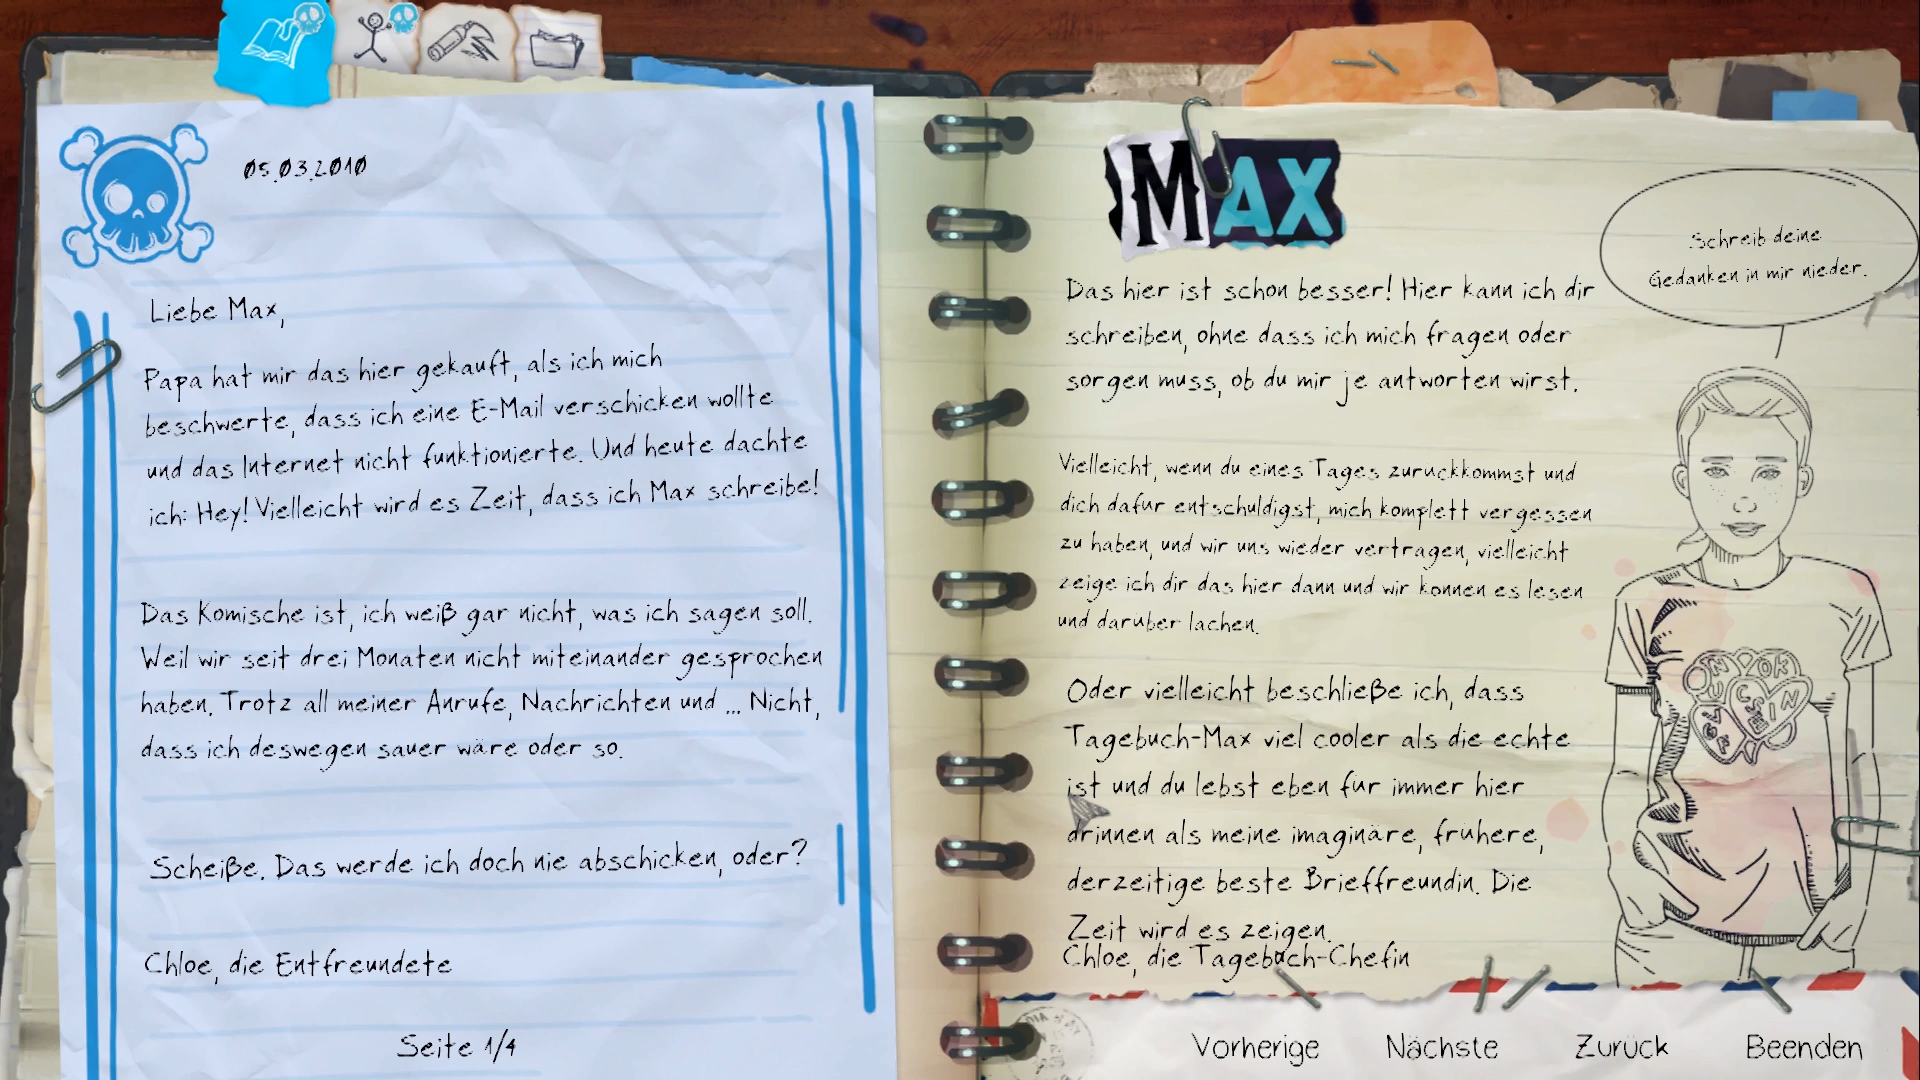 05.03.2010
Liebe Max,
Papa hat mir das hier gekauft, als ich mich
beschwerte, dass ich eine E-Mail verschicken wollte
und das Internet nicht funktionierte. Und heute dachte
ich: Hey! Vielleicht wird es Zeit, dass ich Max schreibe!
Das Komische ist, ich weiß gar nicht, was ich sagen soll.
Weil wir seit drei Monaten nicht miteinander gesprochen
haben. Trotz all meiner Anrufe, Nachrichten und ... Nicht,
dass ich deswegen sauer wäre oder so.
Scheiße. Das werde ich doch nie abschicken, oder?
Chloe, die Entfreundete
Seite 1/4
MAX
Das hier ist schon besser! Hier kann ich dir
schreiben, ohne dass ich mich fragen oder
sorgen muss, ob du mir je antworten wirst.
Vielleicht, wenn du eines Tages zuruckkommst und
dich dafur entschuldigst, mich komplett vergessen
zu haben, und wir uns wieder vertragen, vielleicht
zeige ich dir das hier dann und wir konnen es lesen
und daruber lachen.
Oder vielleicht beschließe ich, dass
Tagebuch-Max viel cooler als die echte
ist und du lebst eben fur immer hier
drinnen als meine imaginäre, fruhere,
derzeitige beste Brieffreundin. Die
Zeit wird es zeigen.
Chloe, die Tagebuch-Chefin
Schreib deine
Gedanken in mir nieder.
Vorherige
Nächste
Zurück
Beenden